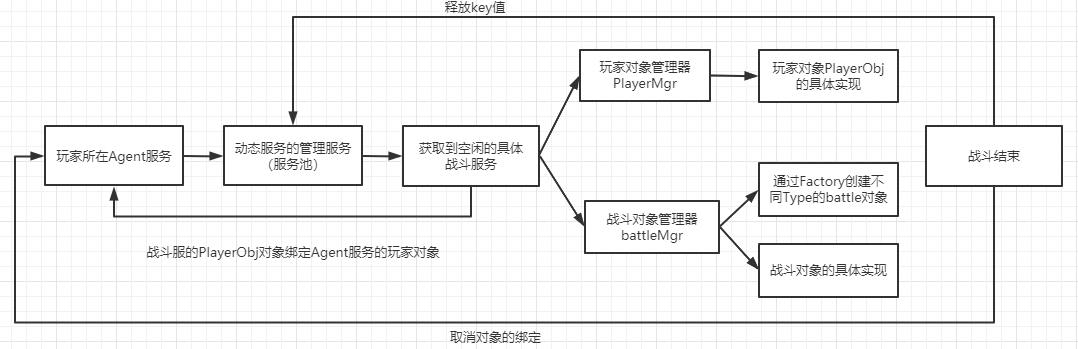 释放key值
玩家对象管理器
PlayerMgr
玩家对象PlayerObj
的具体实现
玩家所在Agent服务
动态服务的管理服务
（服务池）
获取到空闲的具体
战斗服务
战斗结束
通过Factory创建不
同Type的battle对象
战斗对象管理器
battleMgr
战斗服的PlayerObj对象绑定Agent服务的玩家对象
战斗对象的具体实现
取消对象的绑定